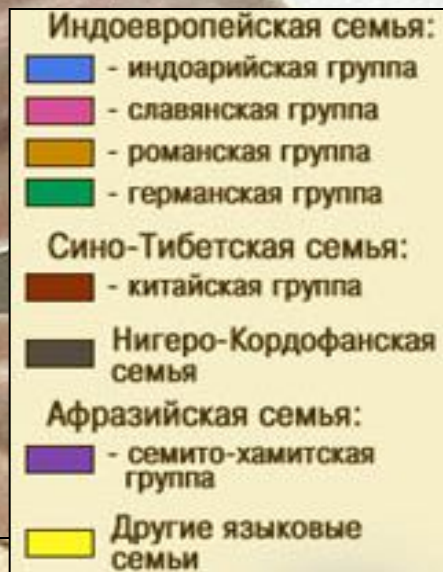 Индоевропейская семья:
- индоарийская группа
- славянская группа
- романская группа
- германская группа
Сино-Тибетская семья:
- китайская группа
Нигеро-Кордофанская
семья
Афразийская семья:
- семито-хамитская
группа
Другие языковые
семьи